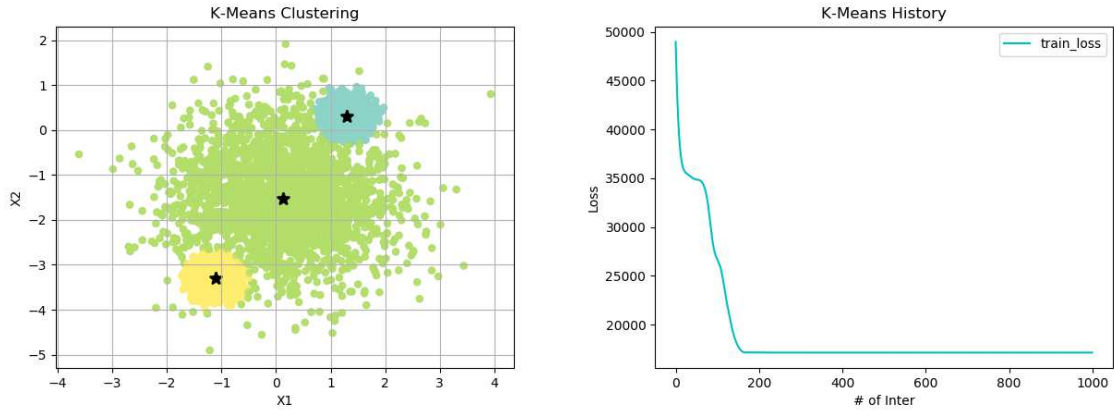 K-Means Clustering
2
1
0
−1
−2
−3
−4
−5
X2
−4 −3 −2 −1 0 1 2 3 4
X1
K-Means History
50000
45000
40000
35000
30000
25000
20000
Loss
train_loss
0 200 400 600 800 1000
# of Inter